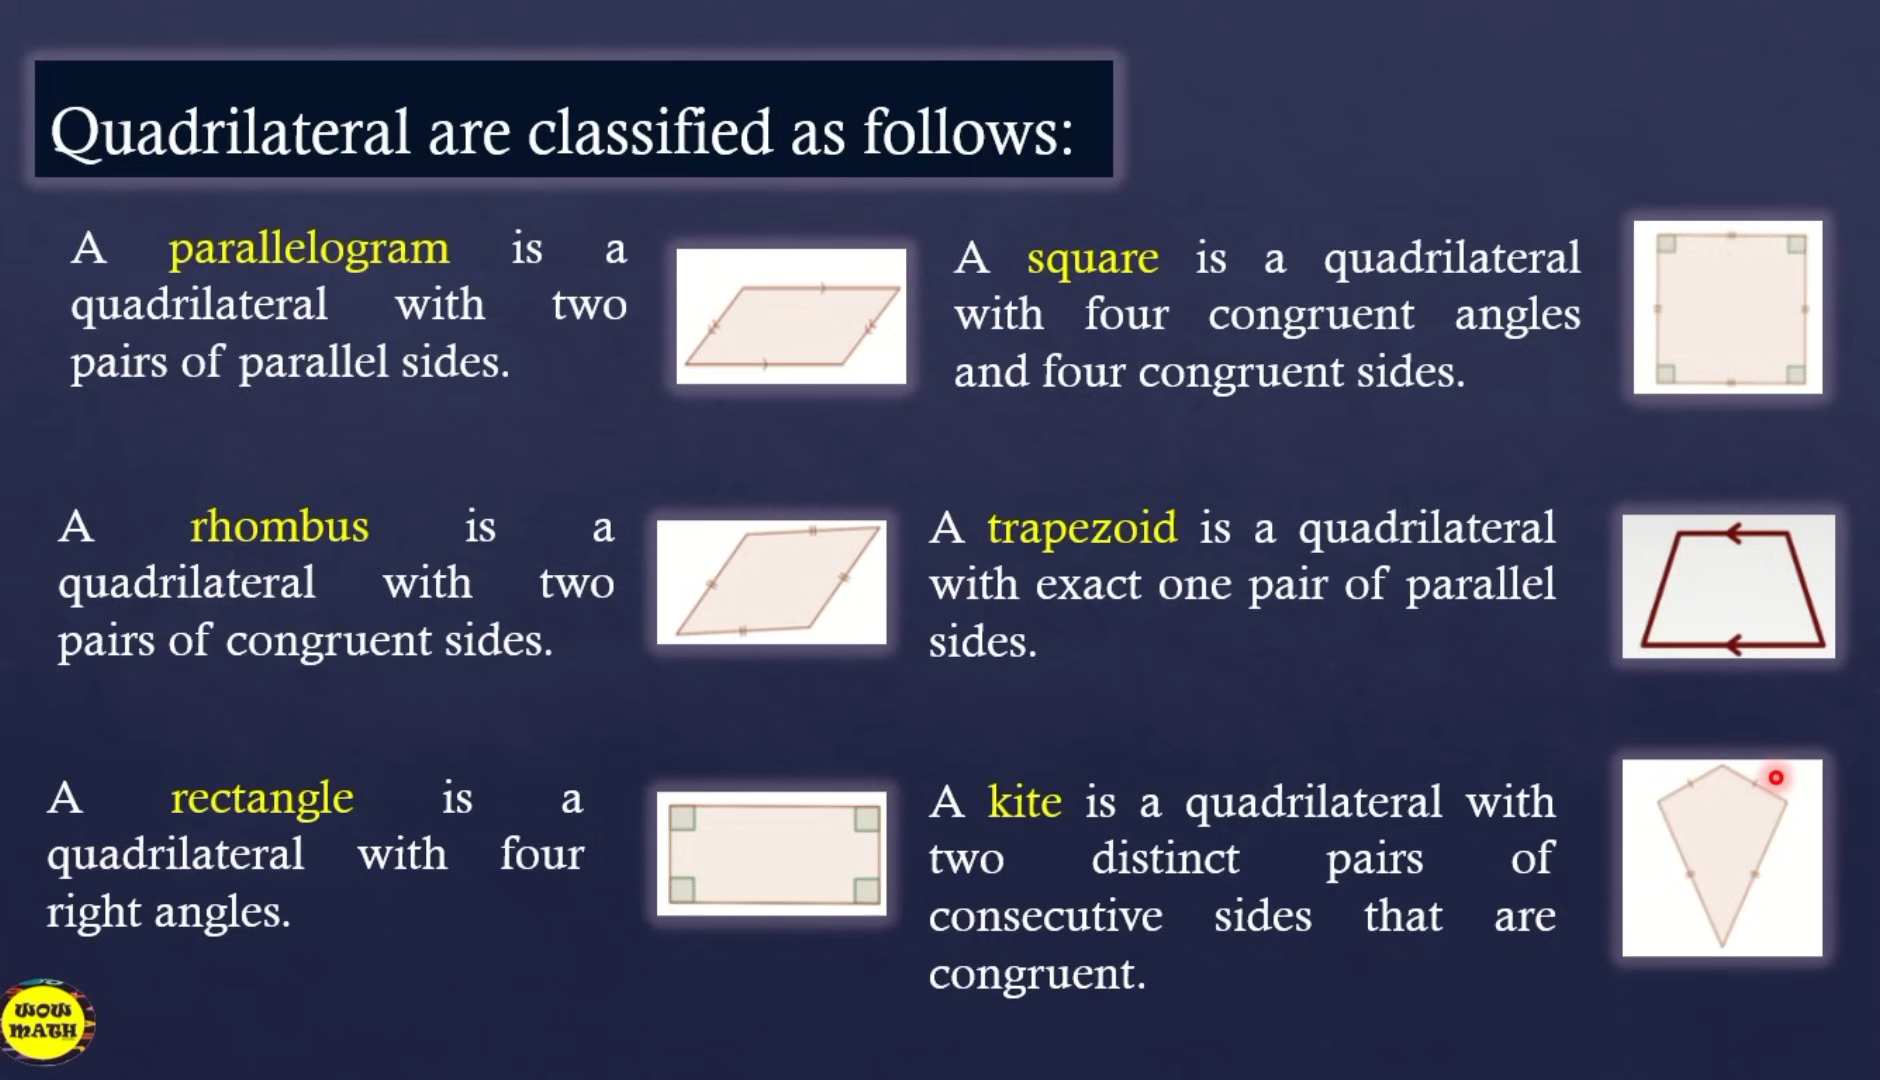 Quadrilateral are classified as follows:
A parallelogram is a
quadrilateral with two
pairs of parallel sides.
A square is a quadrilateral
with four congruent angles
and four congruent sides.
A rhombus is a
quadrilateral with two
pairs of congruent sides.
A trapezoid is a quadrilateral
with exact one pair of parallel
sides.
A rectangle is a
quadrilateral with four
right angles.
A kite is a quadrilateral with
two distinct pairs of
consecutive sides that are
congruent.
WOW
MATH